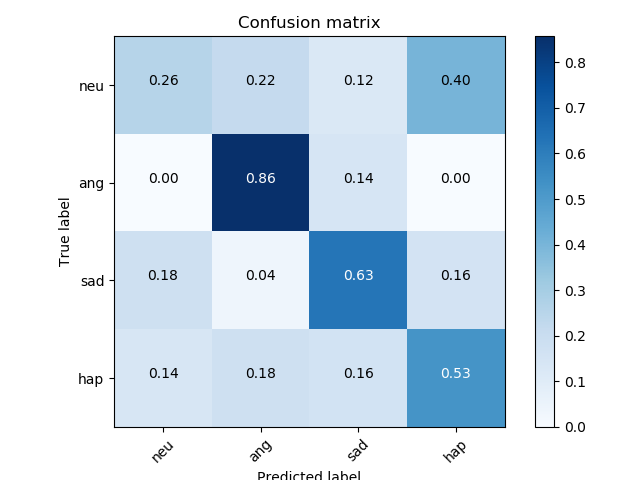 Confusion matrix
neu 0.26 0.22 0.12 0.40
ang 0.00 0.86 0.14 0.00
sad 0.18 0.04 0.63 0.16
hap 0.14 0.18 0.16 0.53
neu ang sad hap
True label
Predicted label
0.8
0.7
0.6
0.5
0.4
0.3
0.2
0.1
0.0